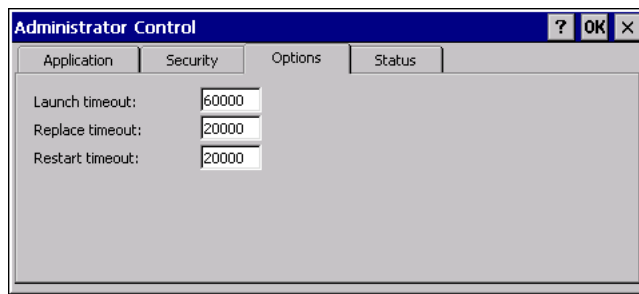 Administrator Control ? OK ×
Application Security Options Status
Launch timeout: 60000
Replace timeout: 20000
Restart timeout: 20000